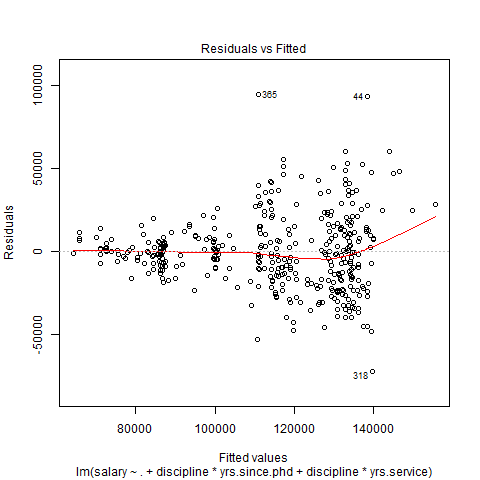 Residuals vs Fitted
100000
50000
0
-50000
Residuals
365
44
318
80000
100000
120000
140000
Fitted values
lm(salary ~ . + discipline * yrs.since.phd + discipline * yrs.service)